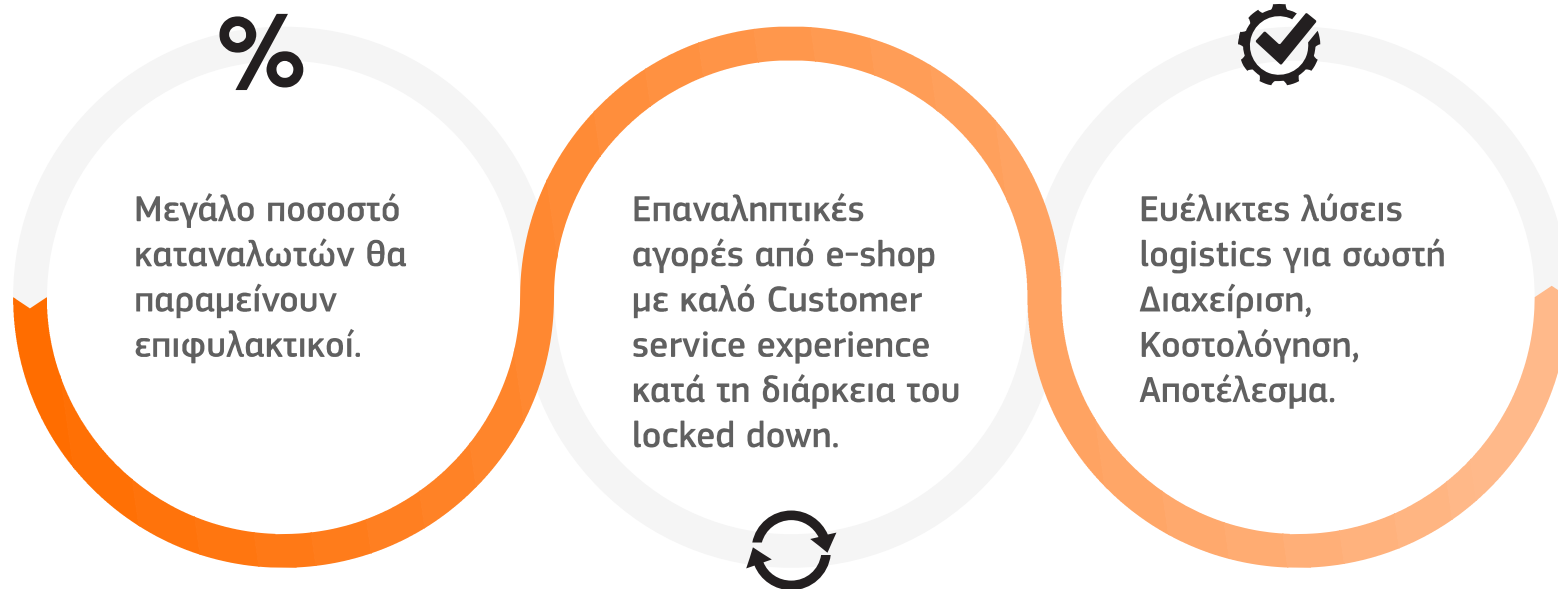 %
Μεγάλο ποσοστό
καταναλωτών θα
παραμείνουν
επιφυλακτικοί.
Επαναληπτικές
αγορές από e-shop
με καλό Customer
service experience
κατά τη διάρκεια του
locked down.
Ευέλικτες λύσεις
logistics για σωστή
Διαχείριση,
Κοστολόγηση,
Αποτέλεσμα.